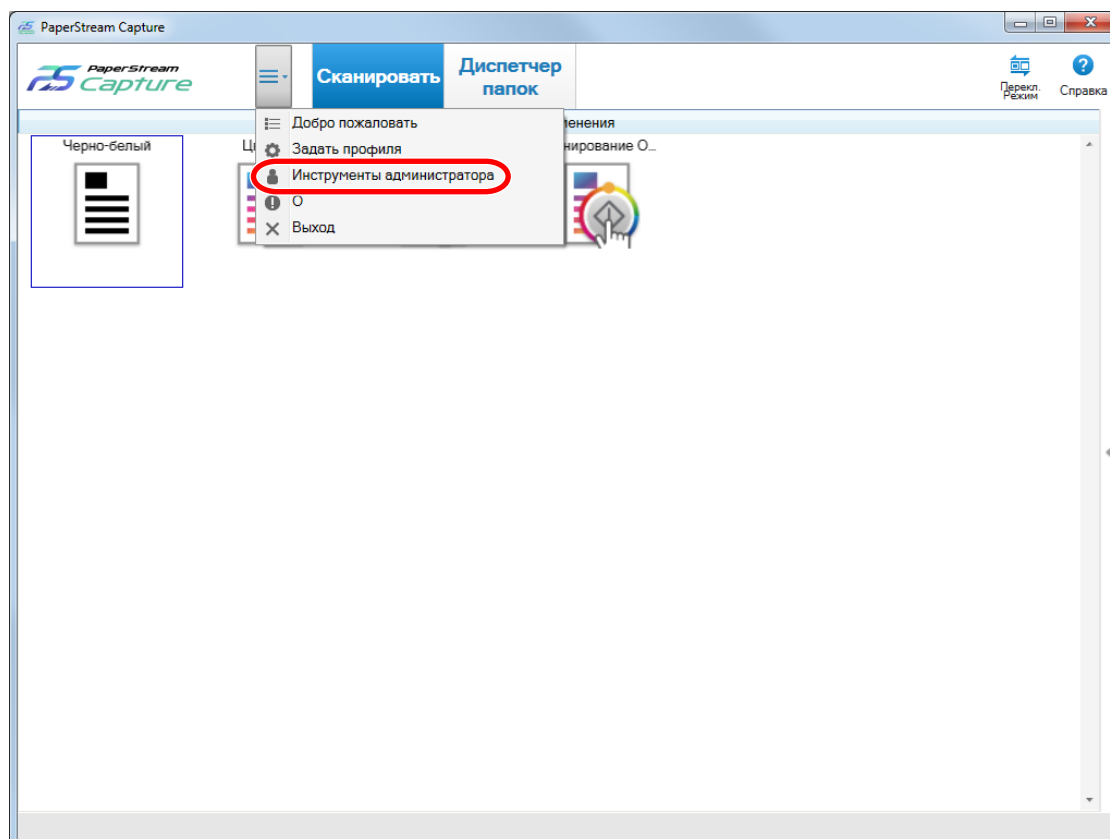 PaperStream Capture
PaperStream
Capture
Сканировать
Диспетчер
папок
Перекл.
Режим
Справка
Добро пожаловать
Задать профиля
Инструменты администратора
О
Выход
Черно-белый